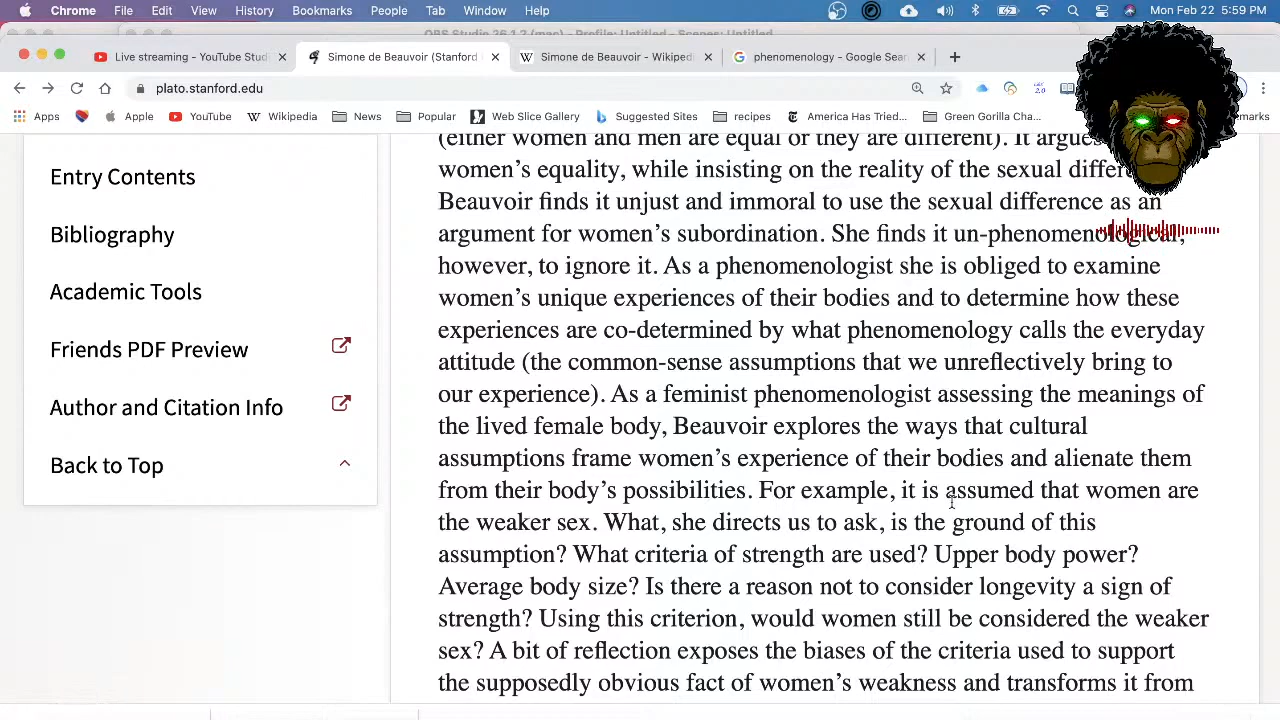 Chrome File Edit View History Bookmarks People Tab Window Help Mon Feb 22 5:59 PM
OBS Studio 26.1.2 (mac) - Profile: Untitled - Scenes: Untitled
Live streaming - YouTube Studi
Simone de Beauvoir (Stanford
Simone de Beauvoir - Wikiped
phenomenology - Google Sear
plato.stanford.edu
Apps Apple YouTube Wikipedia News Popular Web Slice Gallery Suggested Sites recipes America Has Tried... Green Gorilla Cha...
Entry Contents
Bibliography
Academic Tools
Friends PDF Preview
Author and Citation Info
Back to Top
(either women and men are equal or they are different). It argues
women’s equality, while insisting on the reality of the sexual
Beauvoir finds it unjust and immoral to use the sexual difference as an
argument for women’s subordination. She finds it un-phenomenological,
however, to ignore it. As a phenomenologist she is obliged to examine
women’s unique experiences of their bodies and to determine how these
experiences are co-determined by what phenomenology calls the everyday
attitude (the common-sense assumptions that we unreflectively bring to
our experience). As a feminist phenomenologist assessing the meanings of
the lived female body, Beauvoir explores the ways that cultural
assumptions frame women’s experience of their bodies and alienate them
from their body’s possibilities. For example, it is assumed that women are
the weaker sex. What, she directs us to ask, is the ground of this
assumption? What criteria of strength are used? Upper body power?
Average body size? Is there a reason not to consider longevity a sign of
strength? Using this criterion, would women still be considered the weaker
sex? A bit of reflection exposes the biases of the criteria used to support
the supposedly obvious fact of women’s weakness and transforms it from